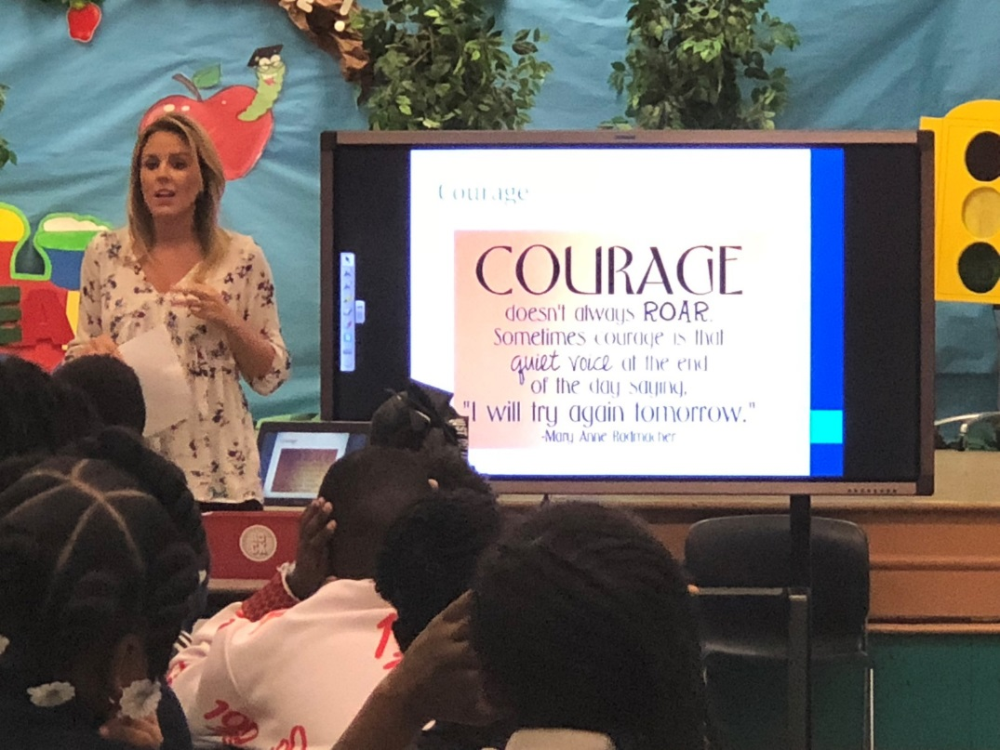 Courage
COURAGE
doesn't always ROAR.
Sometimes courage is that
quiet voice at the end
of the day saying,
"I will try again tomorrow."
-Mary Anne Radmacher